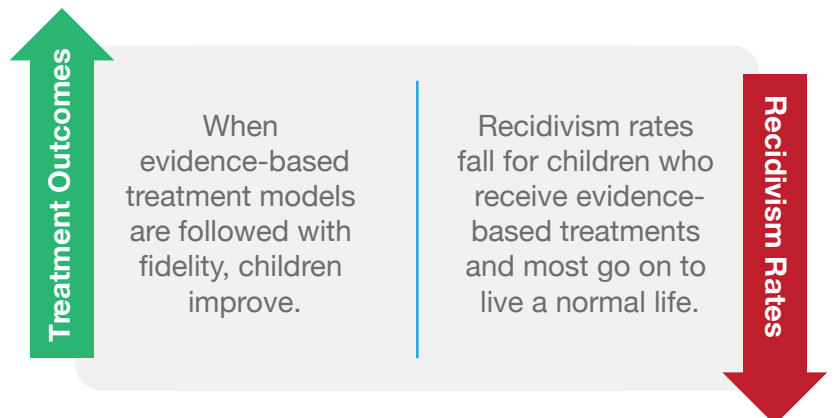 Treatment Outcomes
When
evidence-based
treatment models
are followed with
fidelity, children
improve.
Recidivism rates
fall for children who
receive evidence-
based treatments
and most go on to
live a normal life.
Recidivism Rates